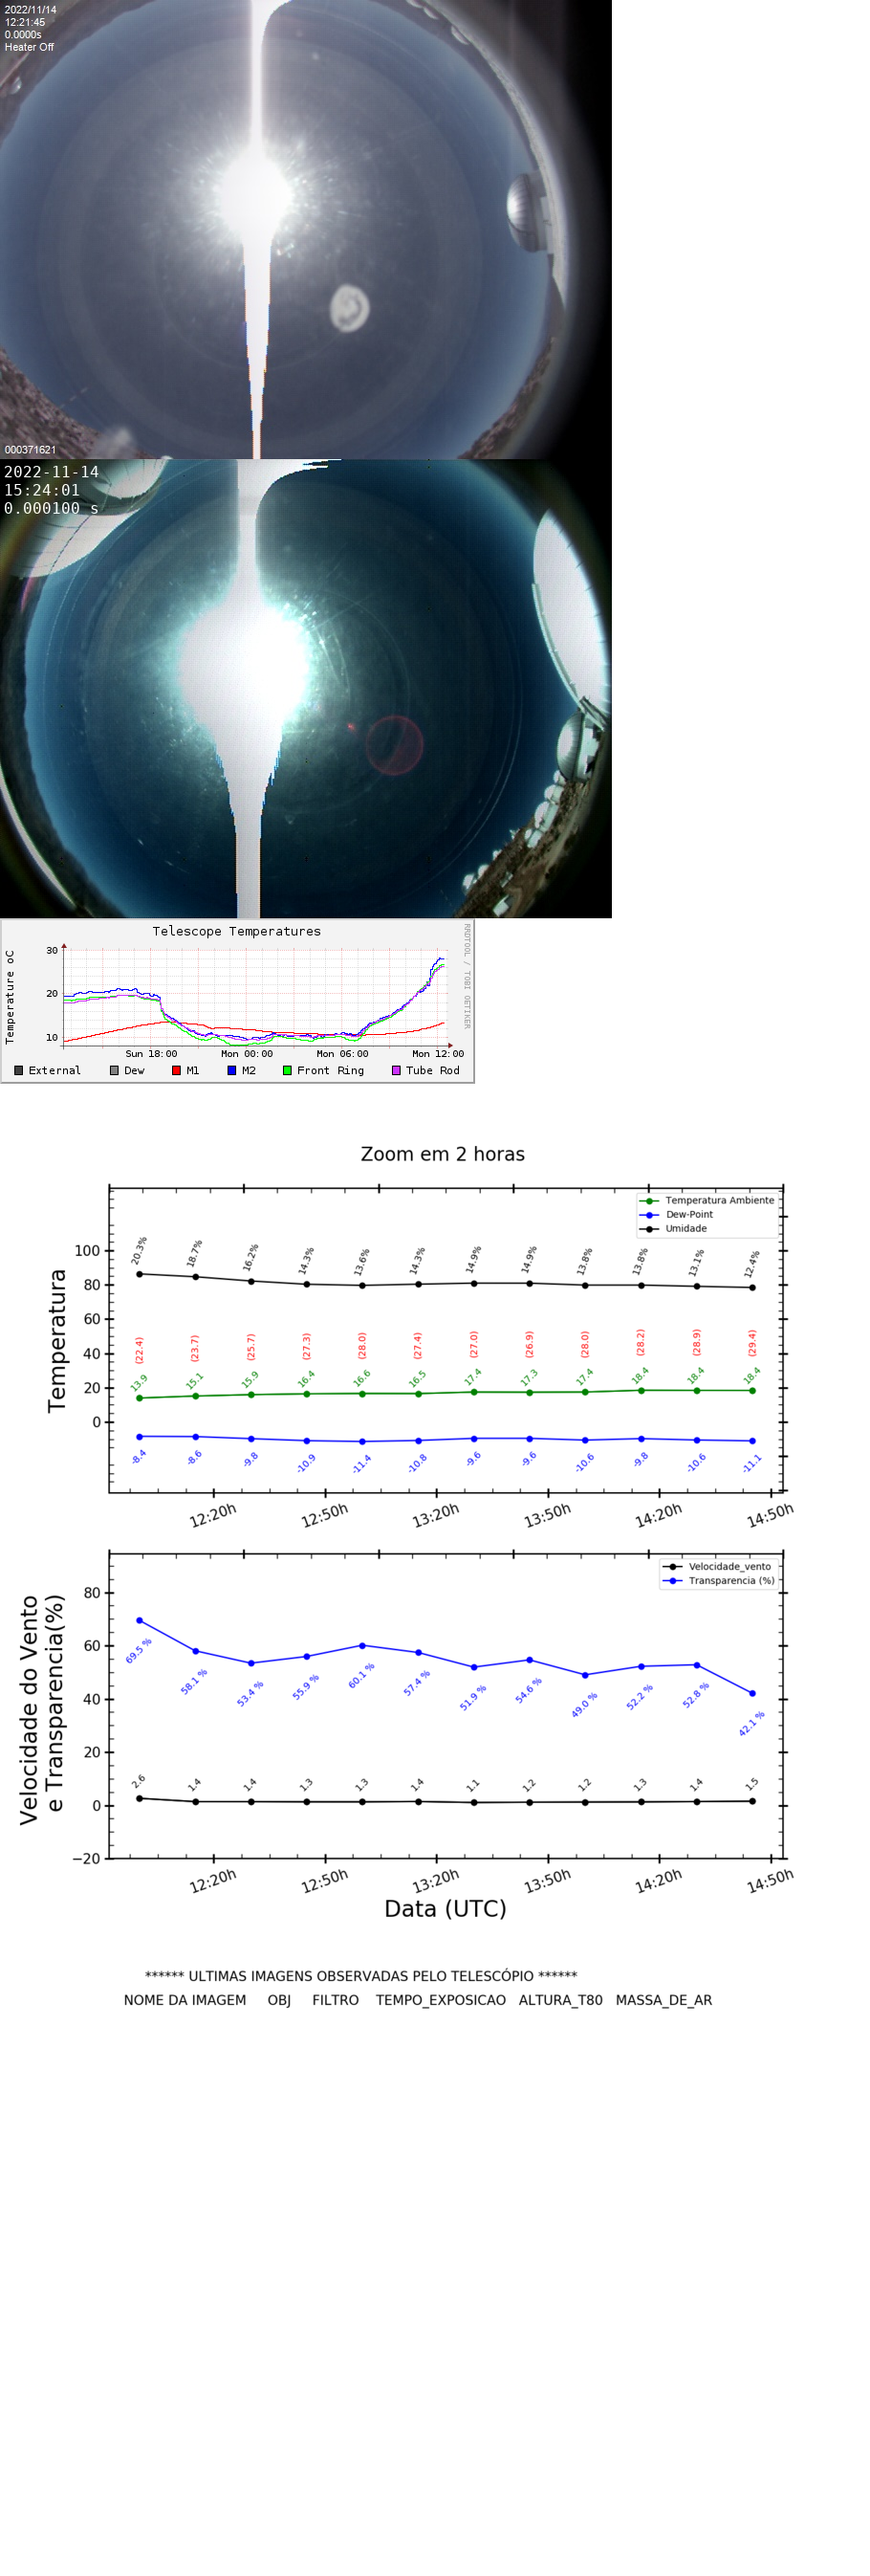 2022/11/14
12:21:45
0.0000s
Heater Off
000371621
2022-11-14
15:24:01
0.000100 s
Telescope Temperatures
RRDTOOL / TOBI OETIKER
Temperature oC
30
20
10
Sun 18:00 Mon 00:00 Mon 06:00 Mon 12:00
External Dew M1 M2 Front Ring Tube Rod
Zoom em 2 horas
Temperatura Ambiente
Dew-Point
Umidade
Temperatura
100
80
60
40
20
0
20.3% 18.7% 16.2% 14.3% 13.6% 14.3% 14.9% 14.9% 13.8% 13.8% 13.1% 12.4%
(22.4) (23.7) (25.7) (27.3) (28.0) (27.4) (27.0) (26.9) (28.0) (28.2) (28.9) (29.4)
13.9 15.1 15.9 16.4 16.6 16.5 17.4 17.3 17.4 18.4 18.4 18.4
-8.4 -8.6 -9.8 -10.9 -11.4 -10.8 -9.6 -9.6 -10.6 -9.8 -10.6 -11.1
12:20h 12:50h 13:20h 13:50h 14:20h 14:50h
Velocidade_vento
Transparencia (%)
Velocidade do Vento
e Transparencia(%)
80
60
40
20
0
−20
69.5 % 58.1 % 53.4 % 55.9 % 60.1 % 57.4 % 51.9 % 54.6 % 49.0 % 52.2 % 52.8 % 42.1 %
2.6 1.4 1.4 1.3 1.3 1.4 1.1 1.2 1.2 1.3 1.4 1.5
12:20h 12:50h 13:20h 13:50h 14:20h 14:50h
Data (UTC)
****** ULTIMAS IMAGENS OBSERVADAS PELO TELESCÓPIO ******
NOME DA IMAGEM OBJ FILTRO TEMPO_EXPOSICAO ALTURA_T80 MASSA_DE_AR